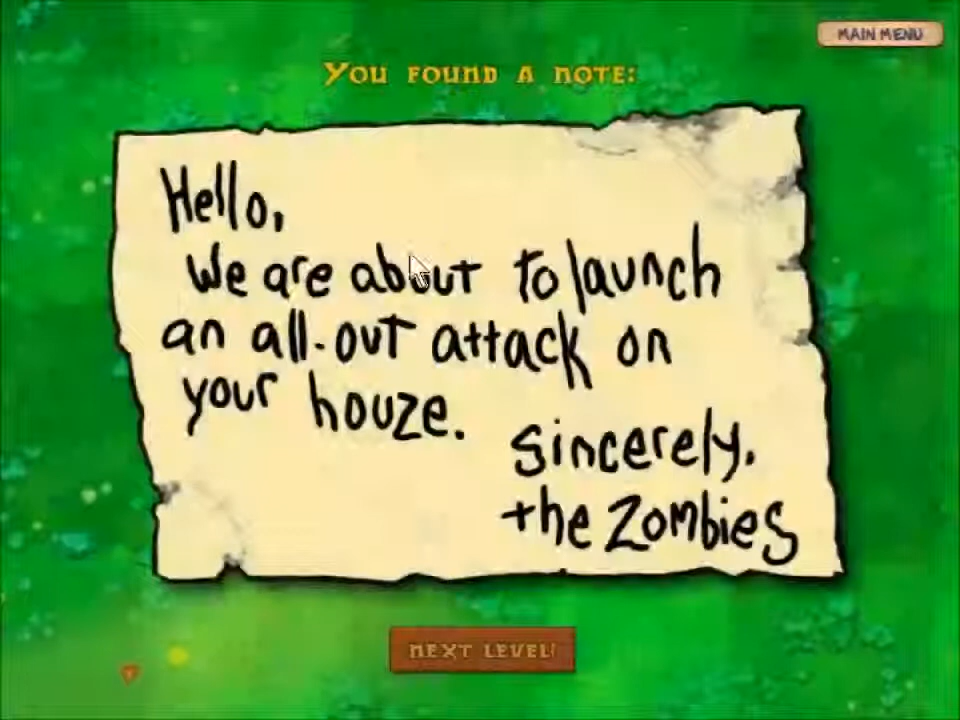 MAIN MENU
YOU FOUND A NOTE:
Hello,
We are about to launch
an all-out attack on
your houze.
Sincerely,
the Zombies
NEXT LEVEL!